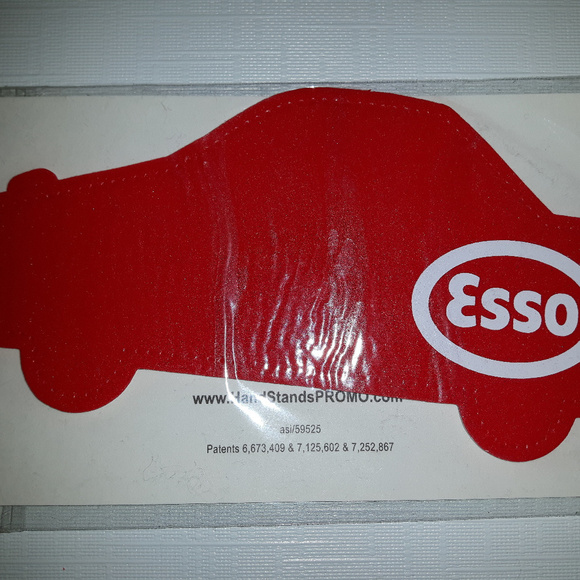 Esso
www.HandStandsPROMO.com
asi/59525
Patents 6,673,409 & 7,125,602 & 7,252,867